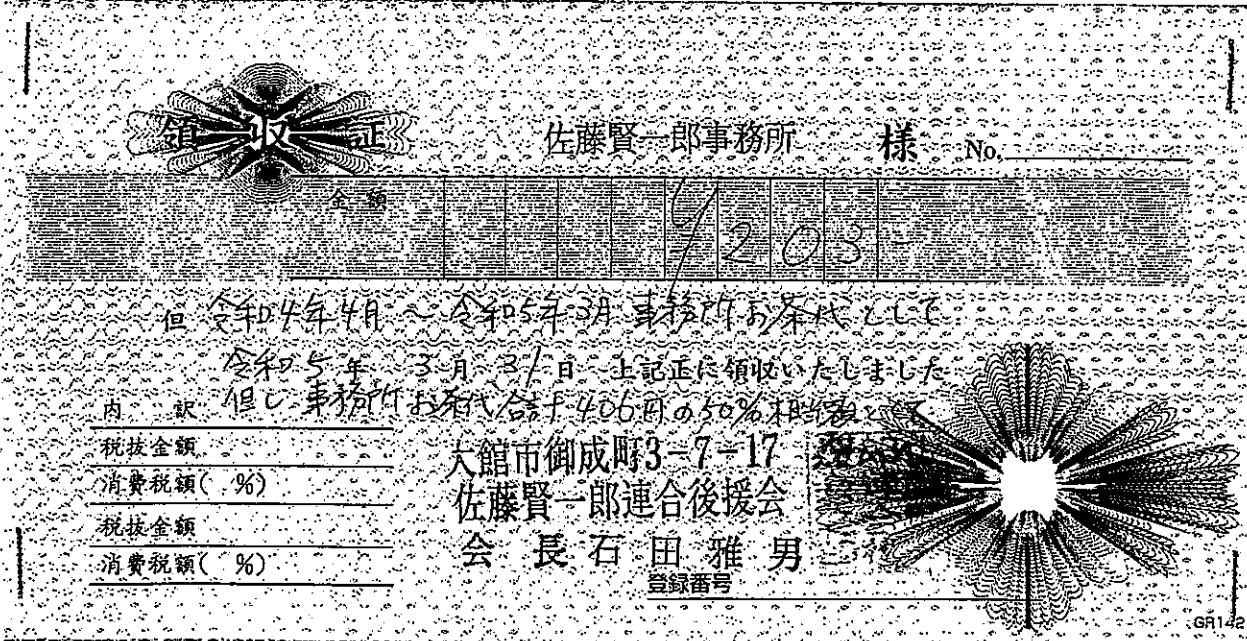 領収証
佐藤賢一郎事務所 様 No.
金額
¥203-
但 令和4年4月 ~ 令和5年3月 事務所お茶代として
令和5年 3月 31日 上記正に領収いたしました
但し 事務所お茶代合計406円の50%相当額として
内訳
税抜金額
消費税額( %)
税抜金額
消費税額( %)
大館市御成町3-7-17
佐藤賢一郎連合後援会
会長 石田雅男
登録番号
GR142